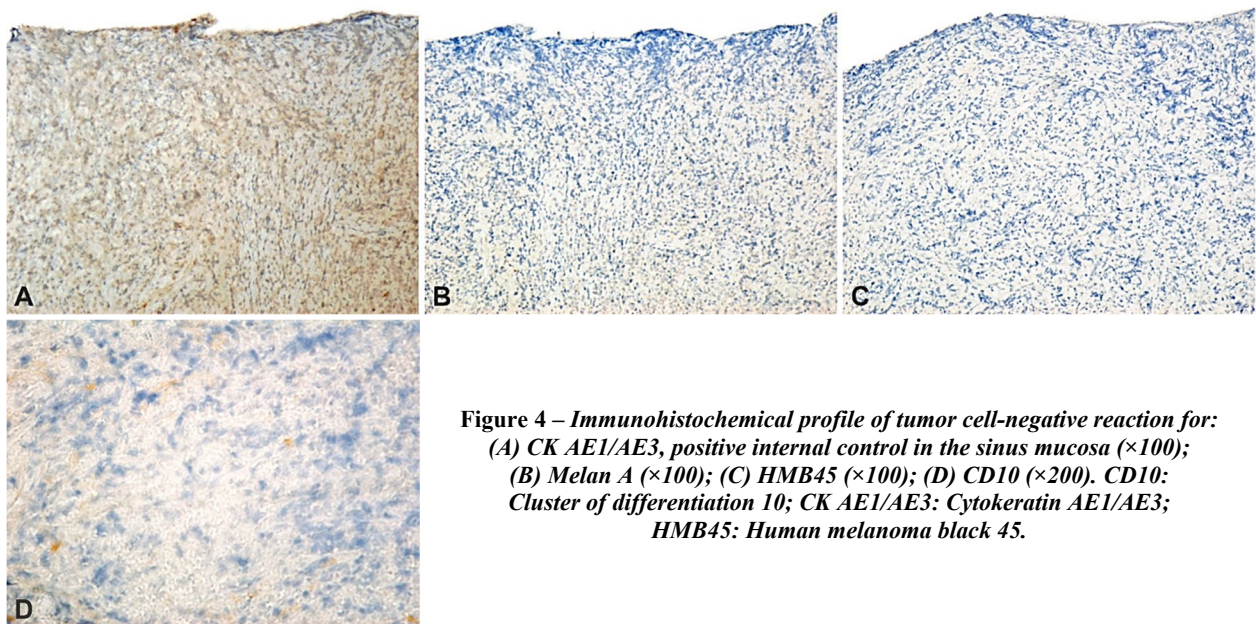 A
B
C
D
Figure 4 – Immunohistochemical profile of tumor cell-negative reaction for:
(A) CK AE1/AE3, positive internal control in the sinus mucosa (×100);
(B) Melan A (×100); (C) HMB45 (×100); (D) CD10 (×200). CD10:
Cluster of differentiation 10; CK AE1/AE3: Cytokeratin AE1/AE3;
HMB45: Human melanoma black 45.